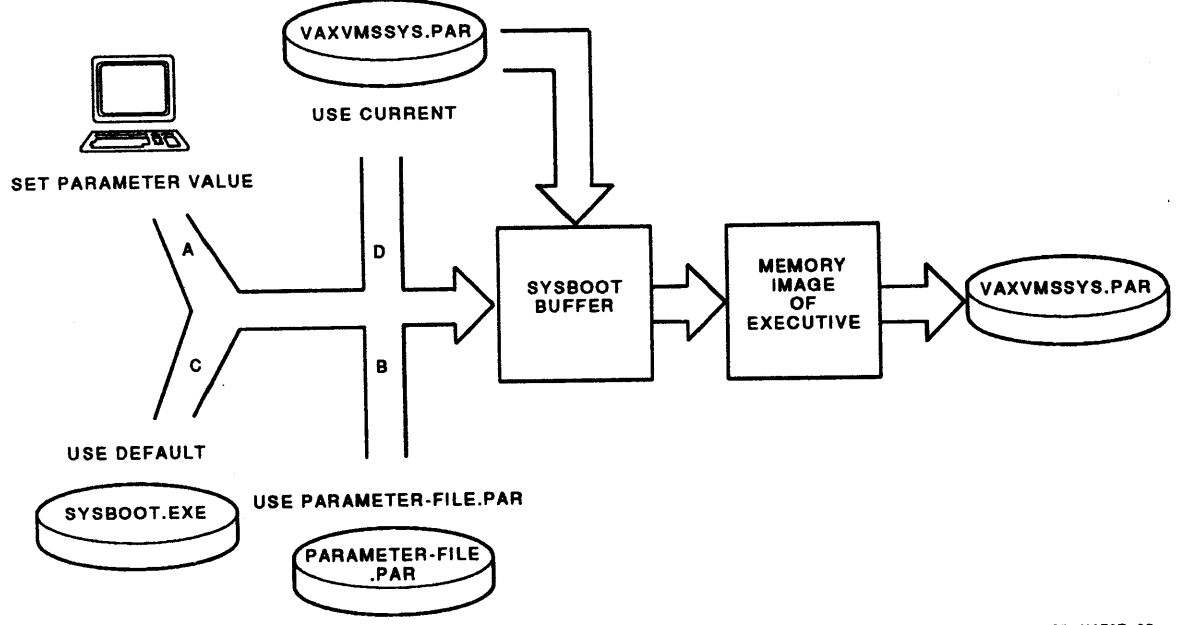 VAXVMSSYS.PAR
USE CURRENT
SET PARAMETER VALUE
A
D
SYSBOOT
BUFFER
MEMORY
IMAGE
OF
EXECUTIVE
VAXVMSSYS.PAR
C
B
USE DEFAULT
SYSBOOT.EXE
USE PARAMETER-FILE.PAR
PARAMETER-FILE
.PAR